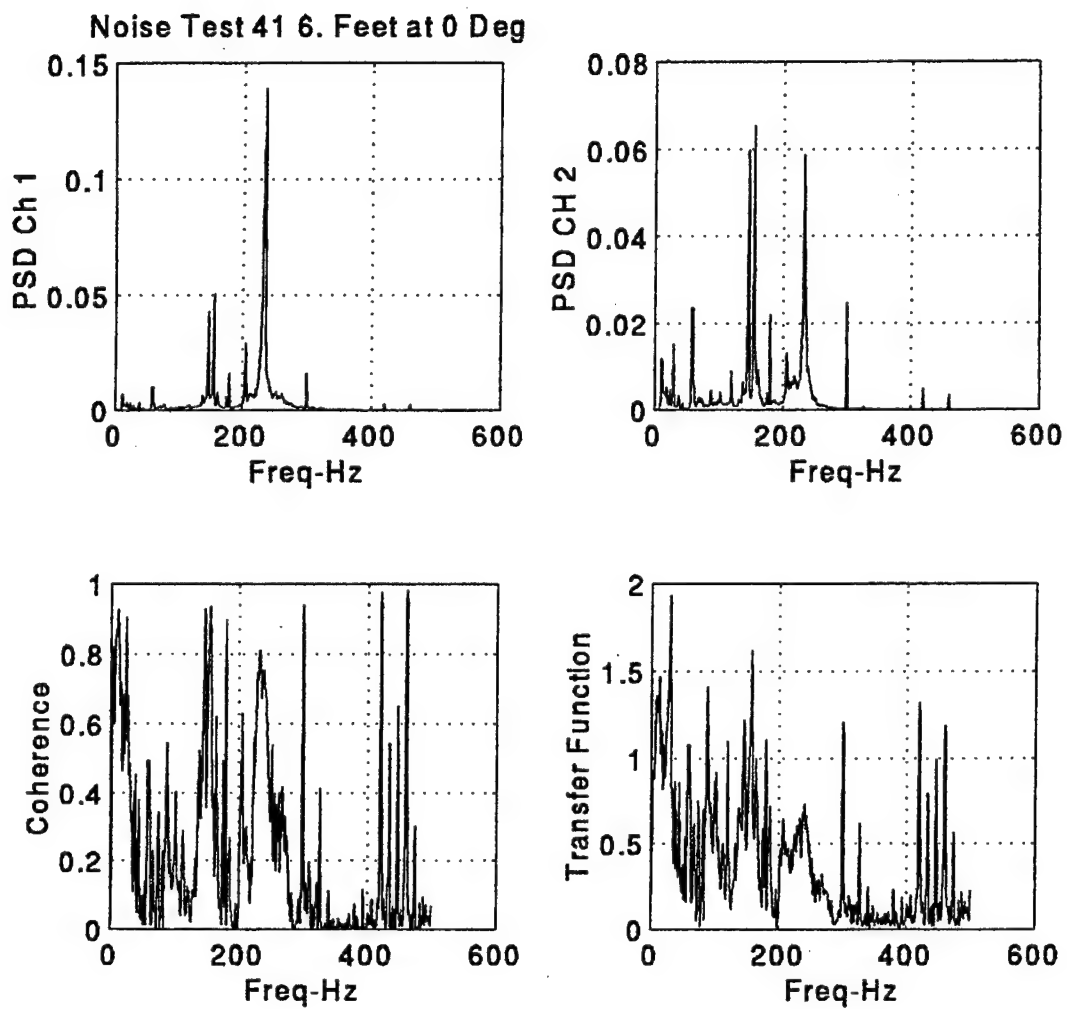 Noise Test 41 6. Feet at 0 Deg
0.15
0.1
0.05
0
PSD Ch 1
0 200 400 600
Freq-Hz
0.08
0.06
0.04
0.02
0
PSD CH 2
0 200 400 600
Freq-Hz
1
0.8
0.6
0.4
0.2
0
Coherence
0 200 400 600
Freq-Hz
2
1.5
1
0.5
0
Transfer Function
0 200 400 600
Freq-Hz